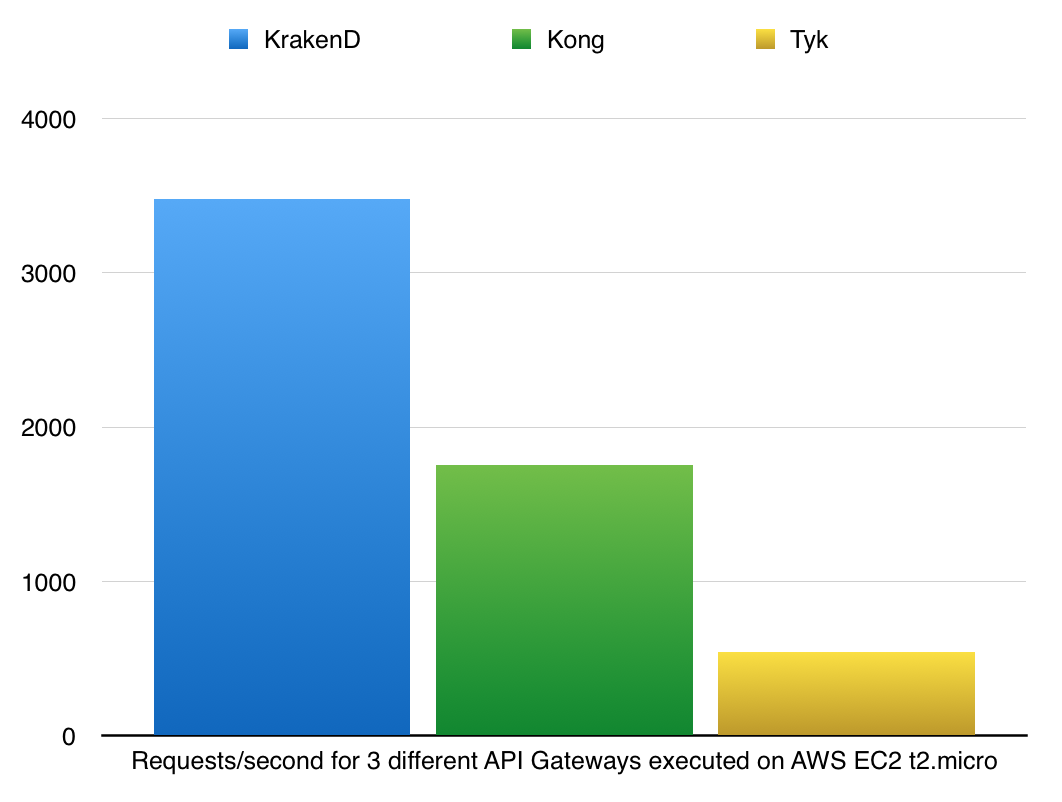 KrakenD Kong Tyk
4000
3000
2000
1000
0
Requests/second for 3 different API Gateways executed on AWS EC2 t2.micro